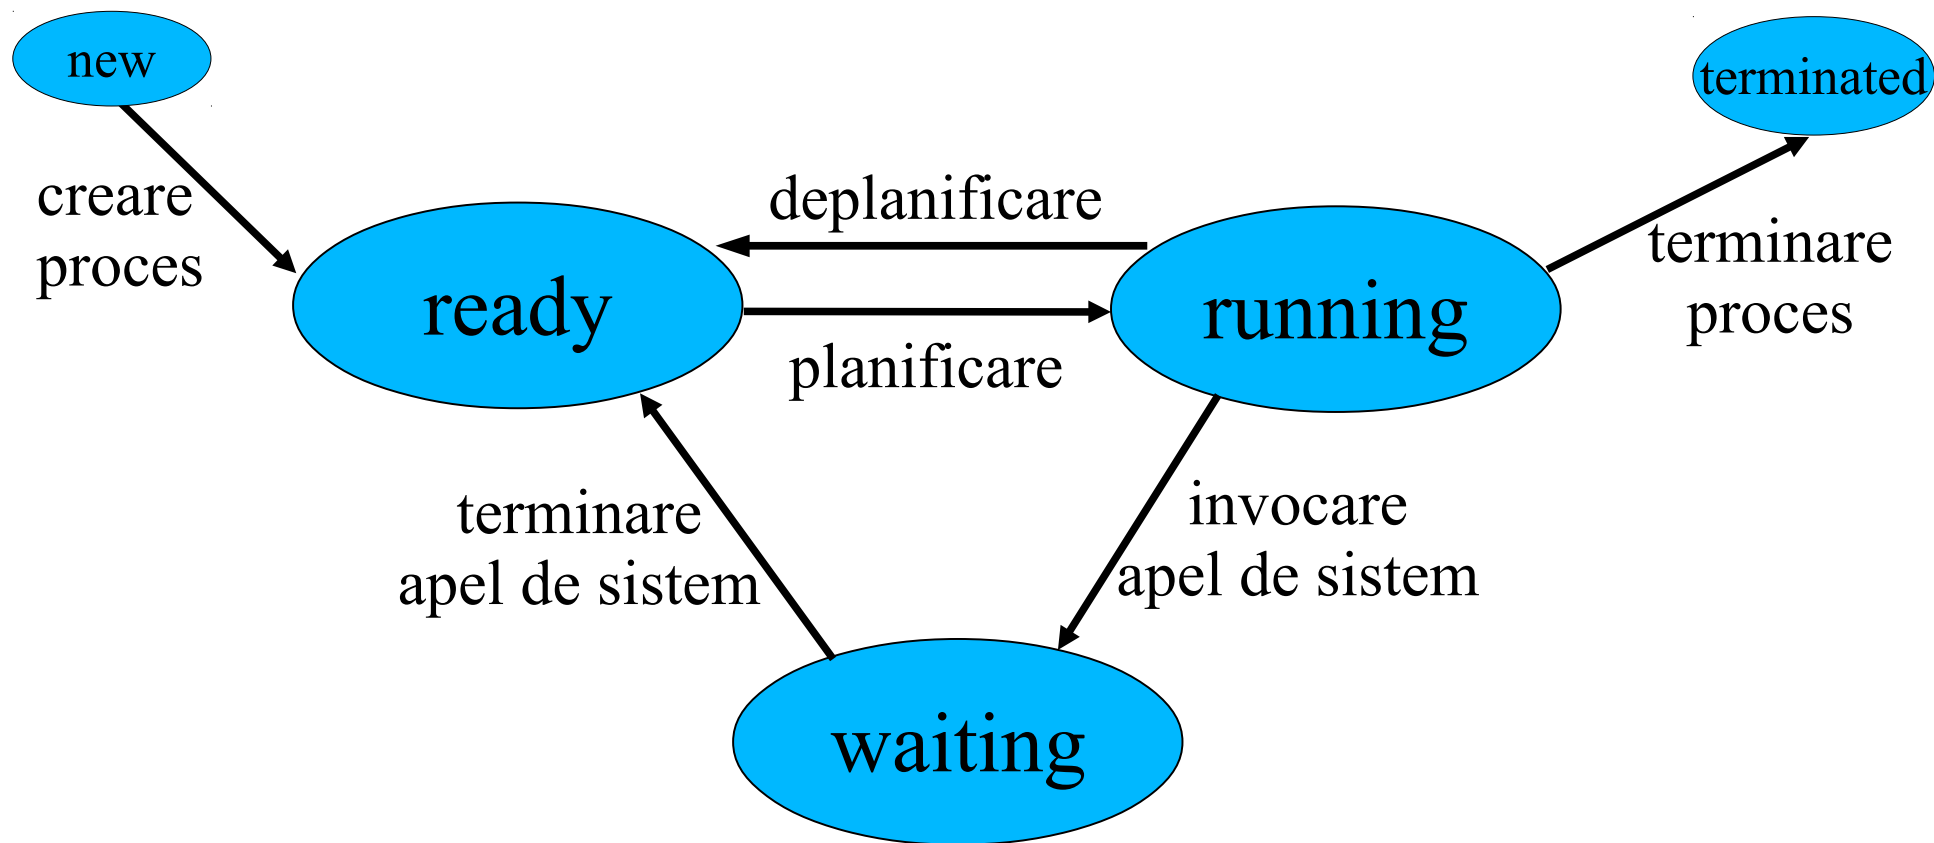 new
terminated
creare
proces
deplanificare
terminare
proces
ready
running
planificare
terminare
apel de sistem
invocare
apel de sistem
waiting